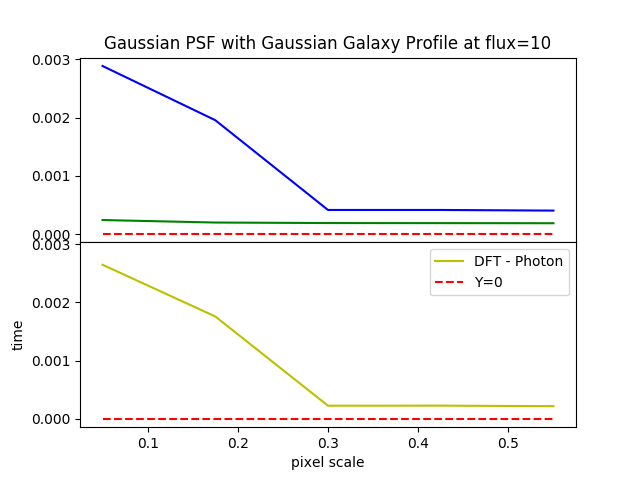 Gaussian PSF with Gaussian Galaxy Profile at flux=10
0.003
0.002
0.001
0.000
0.003
0.002
0.001
0.000
time
DFT - Photon
Y=0
0.1 0.2 0.3 0.4 0.5
pixel scale